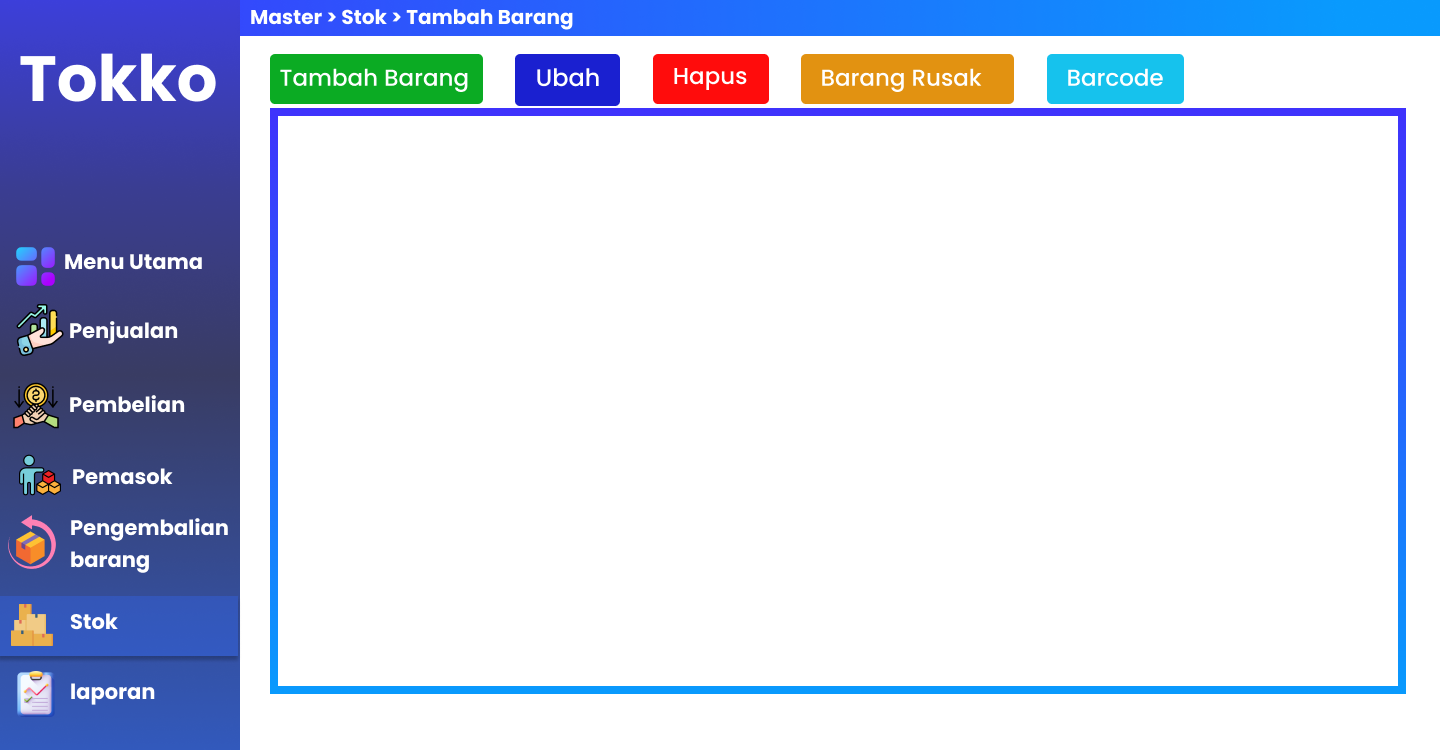 Master > Stok > Tambah Barang
Tokko
Tambah Barang
Ubah
Hapus
Barang Rusak
Barcode
Menu Utama
Penjualan
Pembelian
Pemasok
Pengembalian
barang
Stok
laporan